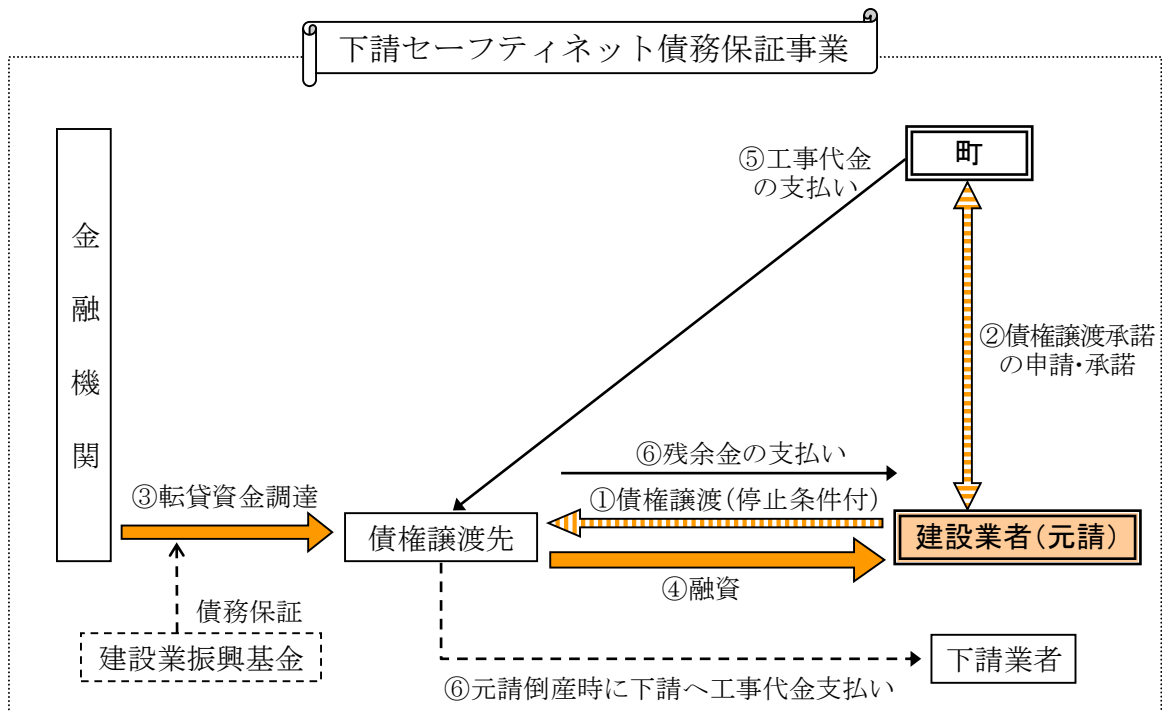 下請セーフティネット債務保証事業
町
⑤工事代金
の支払い
金
融
機
関
②債権譲渡承諾
の申請･承諾
⑥残余金の支払い
③転貸資金調達
①債権譲渡(停止条件付)
債権譲渡先
建設業者(元請)
④融資
債務保証
建設業振興基金
下請業者
⑥元請倒産時に下請へ工事代金支払い